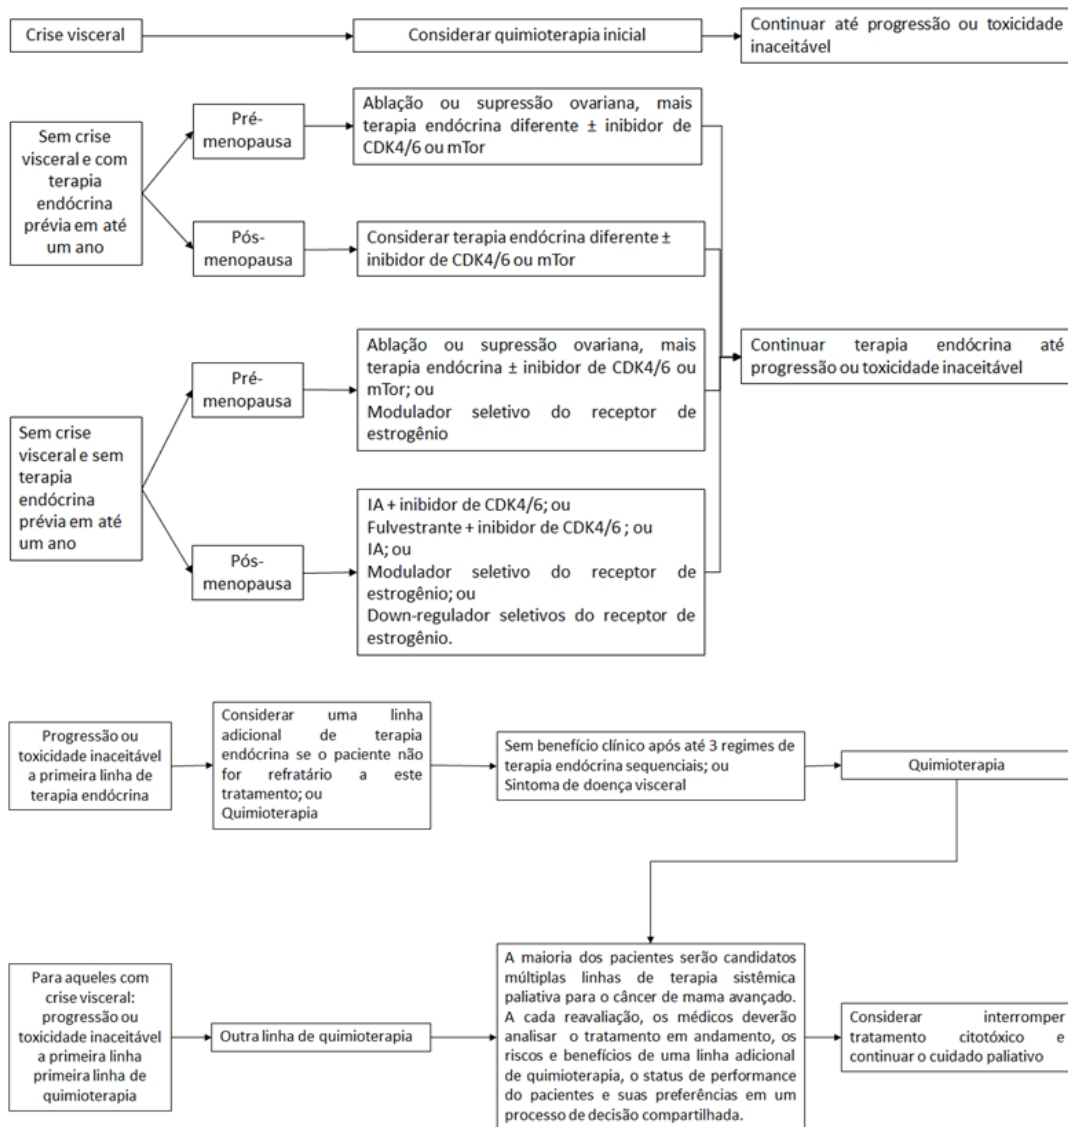 Crise visceral
Considerar quimioterapia inicial
Continuar até progressão ou toxicidade
inaceitável
Sem crise
visceral e com
terapia
endócrina
prévia em até
um ano
Pré-
menopausa
Ablação ou supressão ovariana, mais
terapia endócrina diferente ± inibidor de
CDK4/6 ou mTor
Pós-
menopausa
Considerar terapia endócrina diferente ±
inibidor de CDK4/6 ou mTor
Continuar terapia endócrina até
progressão ou toxicidade inaceitável
Sem crise
visceral e sem
terapia
endócrina
prévia em até
um ano
Pré-
menopausa
Ablação ou supressão ovariana, mais
terapia endócrina ± inibidor de CDK4/6 ou
mTor; ou
Modulador seletivo do receptor de
estrogênio
Pós-
menopausa
IA + inibidor de CDK4/6; ou
Fulvestrante + inibidor de CDK4/6 ; ou
IA; ou
Modulador seletivo do receptor de
estrogênio; ou
Down-regulador seletivos do receptor de
estrogênio.
Progressão ou
toxicidade inaceitável
a primeira linha de
terapia endócrina
Considerar uma linha
adicional de terapia
endócrina se o paciente não
for refratário a este
tratamento; ou
Quimioterapia
Sem benefício clínico após até 3 regimes de
terapia endócrina sequenciais; ou
Sintoma de doença visceral
Quimioterapia
Para aqueles com
crise visceral:
progressão ou
toxicidade inaceitável
a primeira linha
primeira linha de
quimioterapia
Outra linha de quimioterapia
A maioria dos pacientes serão candidatos
múltiplas linhas de terapia sistêmica
paliativa para o câncer de mama avançado.
A cada reavaliação, os médicos deverão
analisar o tratamento em andamento, os
riscos e benefícios de uma linha adicional
de quimioterapia, o status de performance
do pacientes e suas preferências em um
processo de decisão compartilhada.
Considerar interromper
tratamento citotóxico e
continuar o cuidado paliativo